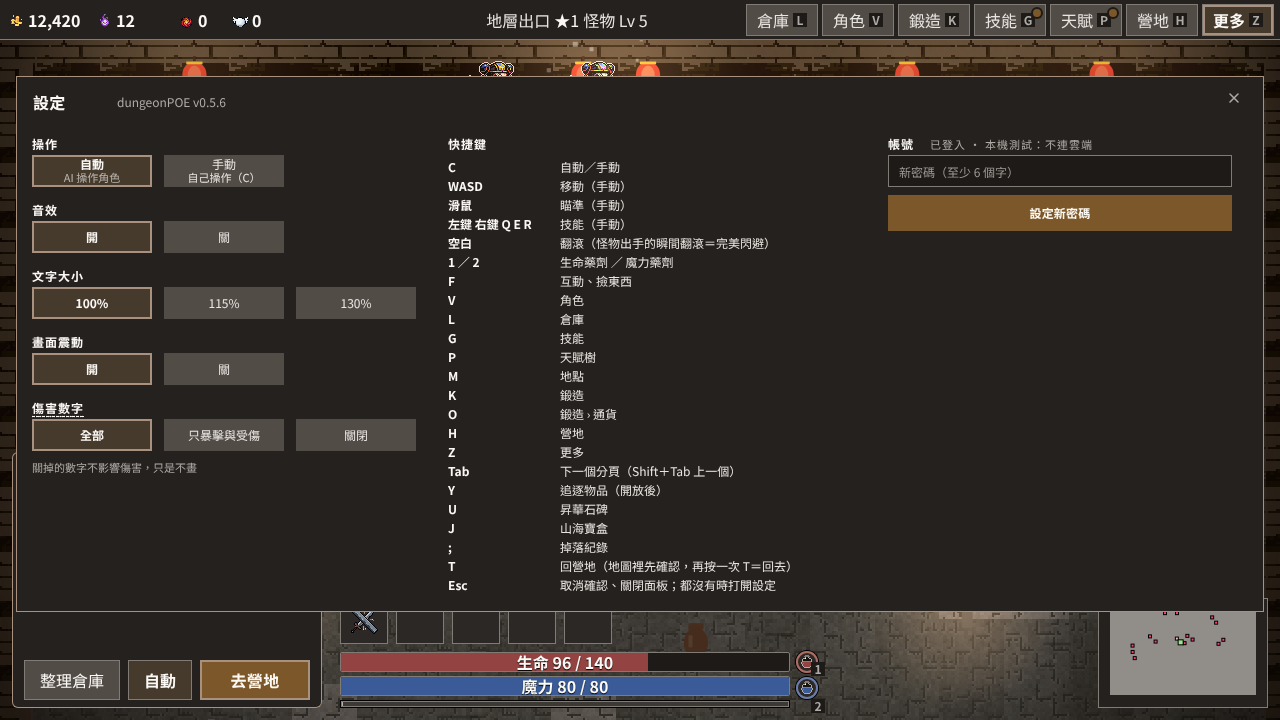 12,420 12 0 0 地層出口 ★1 怪物 Lv 5 倉庫 L 角色 V 鍛造 K 技能 G 天賦 P 營地 H 更多 Z
設定 dungeonPOE v0.5.6 ×
操作
自動
AI 操作角色
手動
自己操作（C）
音效
開 關
文字大小
100% 115% 130%
畫面震動
開 關
傷害數字
全部 只暴擊與受傷 關閉
關掉的數字不影響傷害，只是不畫
快捷鍵
C 自動／手動
WASD 移動（手動）
滑鼠 瞄準（手動）
左鍵 右鍵 Q E R 技能（手動）
空白 翻滾（怪物出手的瞬間翻滾＝完美閃避）
1 ／ 2 生命藥劑 ／ 魔力藥劑
F 互動、撿東西
V 角色
L 倉庫
G 技能
P 天賦樹
M 地點
K 鍛造
O 鍛造 › 通貨
H 營地
Z 更多
Tab 下一個分頁（Shift＋Tab 上一個）
Y 追逐物品（開放後）
U 昇華石碑
J 山海寶盒
; 掉落紀錄
T 回營地（地圖裡先確認，再按一次 T＝回去）
Esc 取消確認、關閉面板；都沒有時打開設定
帳號 已登入 · 本機測試：不連雲端
新密碼（至少 6 個字）
設定新密碼
整理倉庫 自動 去營地
生命 96 / 140 1
魔力 80 / 80 2